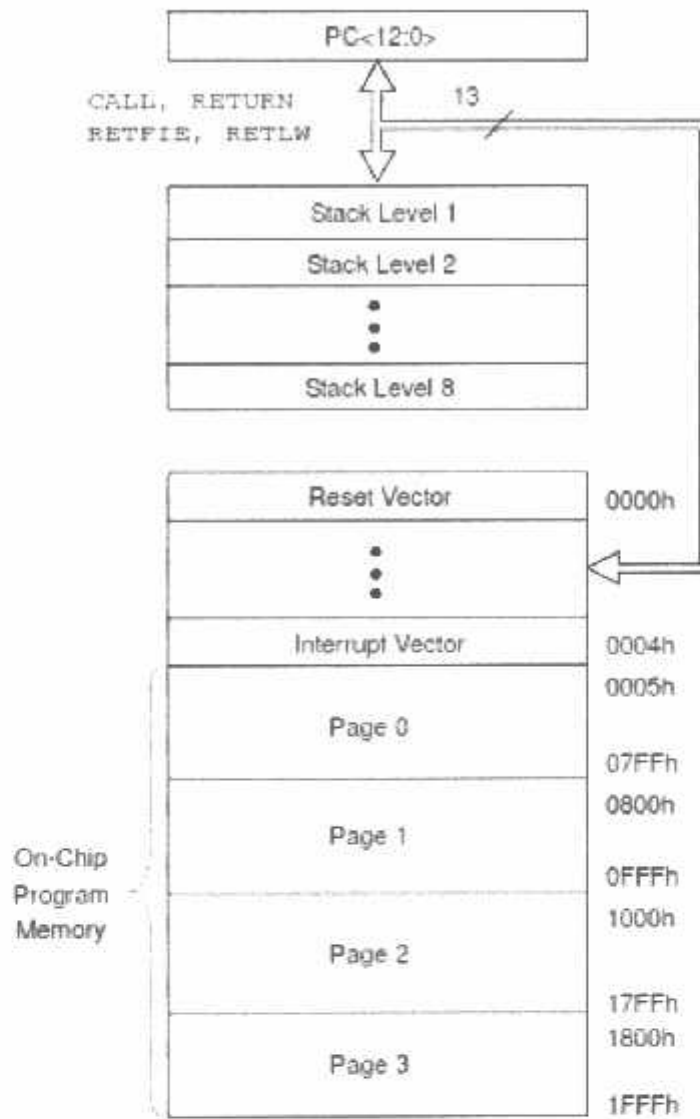 PC<12:0>
CALL, RETURN
RETFIE, RETLW
13
Stack Level 1
Stack Level 2
Stack Level 8
Reset Vector
0000h
Interrupt Vector
0004h
0005h
Page 0
07FFh
0800h
Page 1
0FFFh
On-Chip
Program
Memory
1000h
Page 2
17FFh
1800h
Page 3
1FFFh